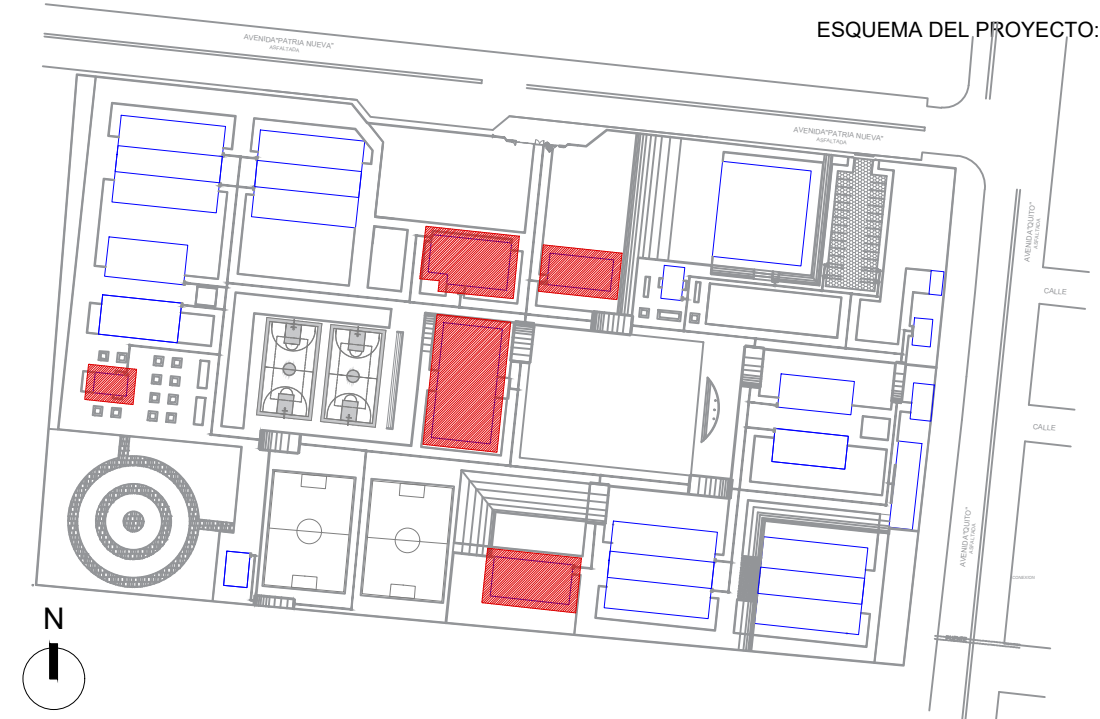 ESQUEMA DEL PROYECTO:
AVENIDA"PATRIA NUEVA"
ASFALTADA
AVENIDA"PATRIA NUEVA"
ASFALTADA
AVENIDA"QUITO"
ASFALTADA
CALLE
CALLE
AVENIDA"QUITO"
ASFALTADA
N